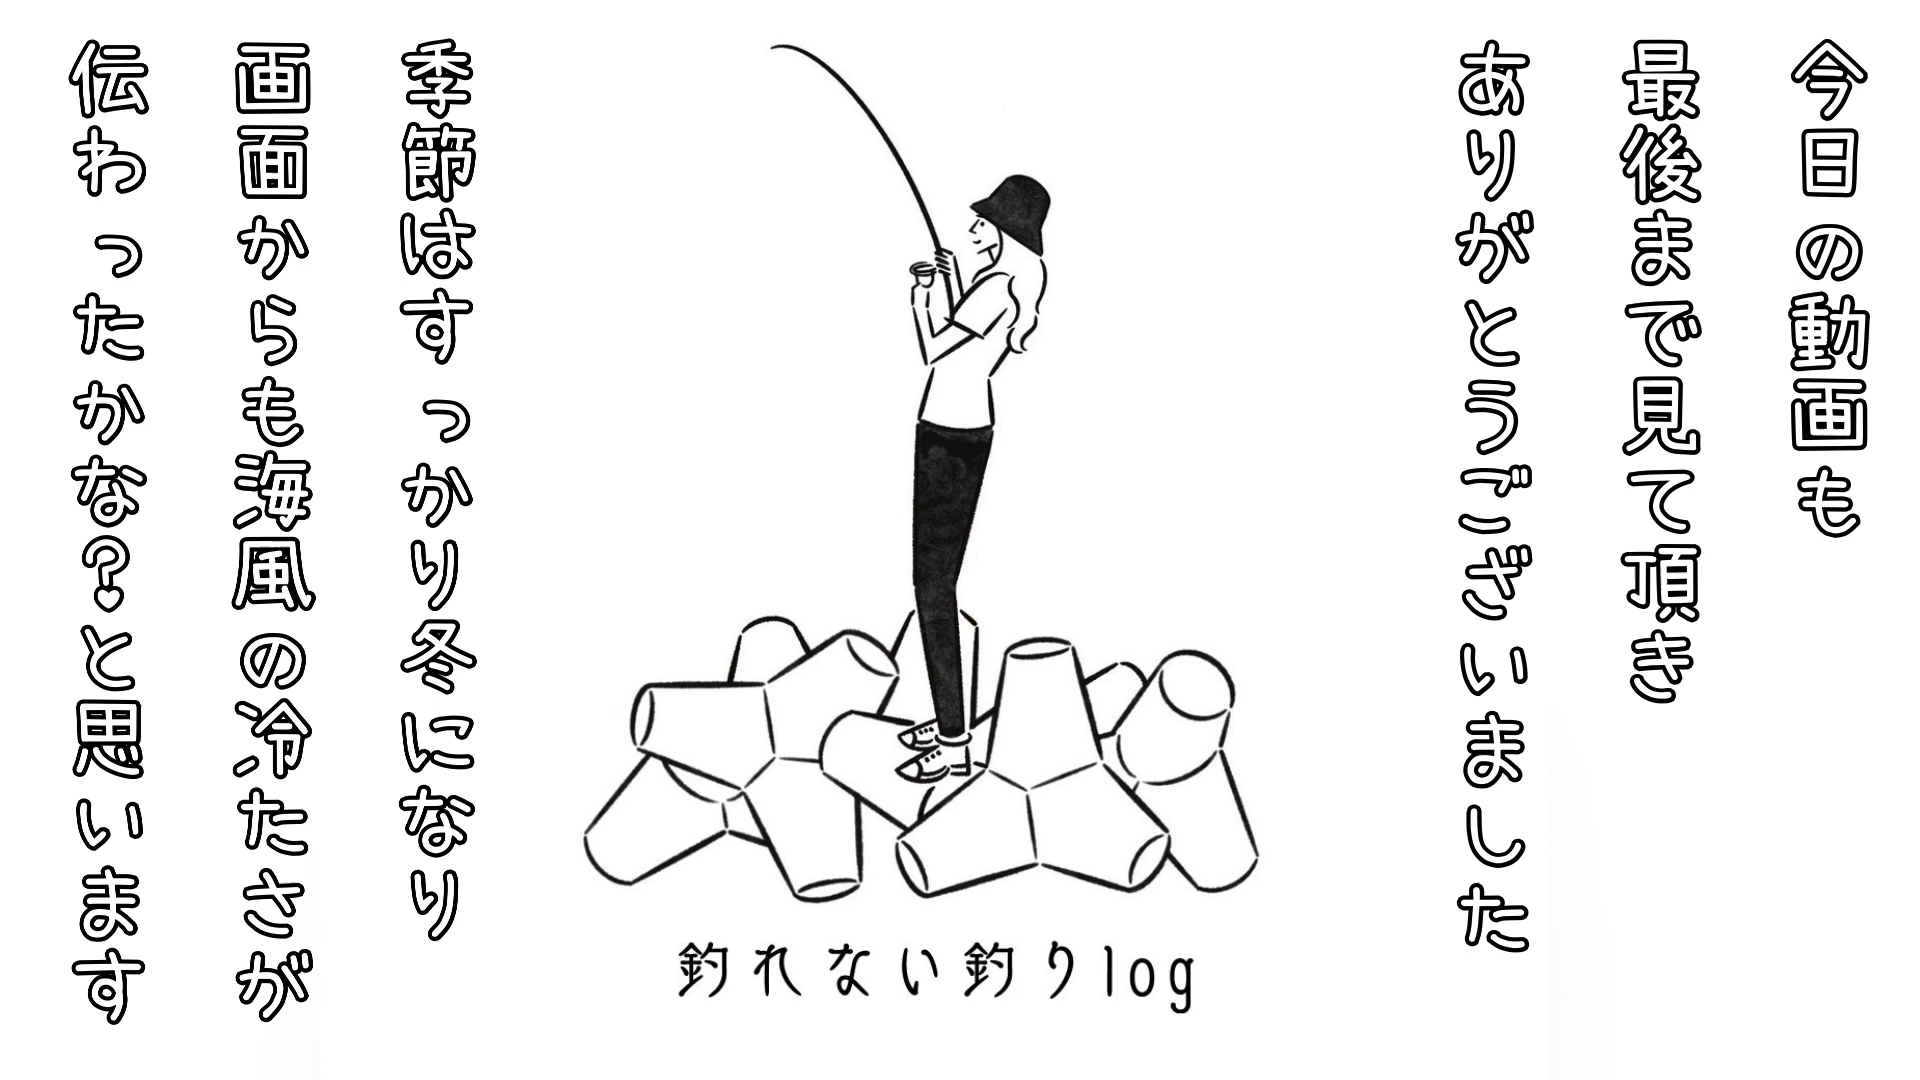 今日の動画も
最後まで見て頂き
ありがとうございました
季節はすっかり冬になり
画面からも海風の冷たさが
伝わったかな?と思います
釣れない釣りlog